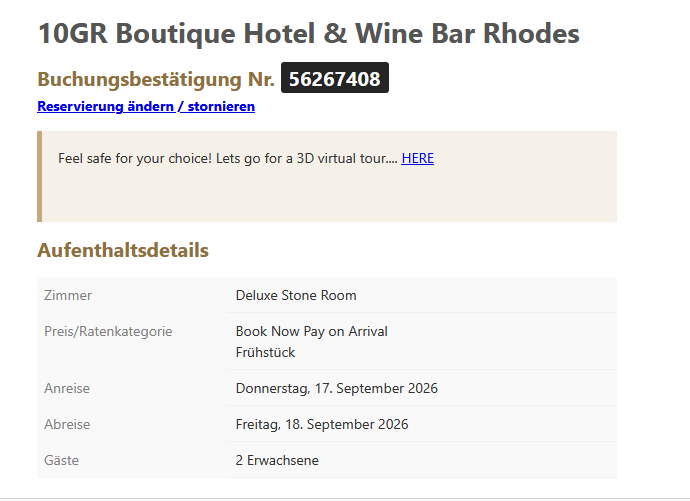 10GR Boutique Hotel & Wine Bar Rhodes
Buchungsbestätigung Nr. 56267408
Reservierung ändern / stornieren
Feel safe for your choice! Lets go for a 3D virtual tour.... HERE
Aufenthaltsdetails
Zimmer Deluxe Stone Room
Preis/Ratenkategorie Book Now Pay on Arrival
Frühstück
Anreise Donnerstag, 17. September 2026
Abreise Freitag, 18. September 2026
Gäste 2 Erwachsene